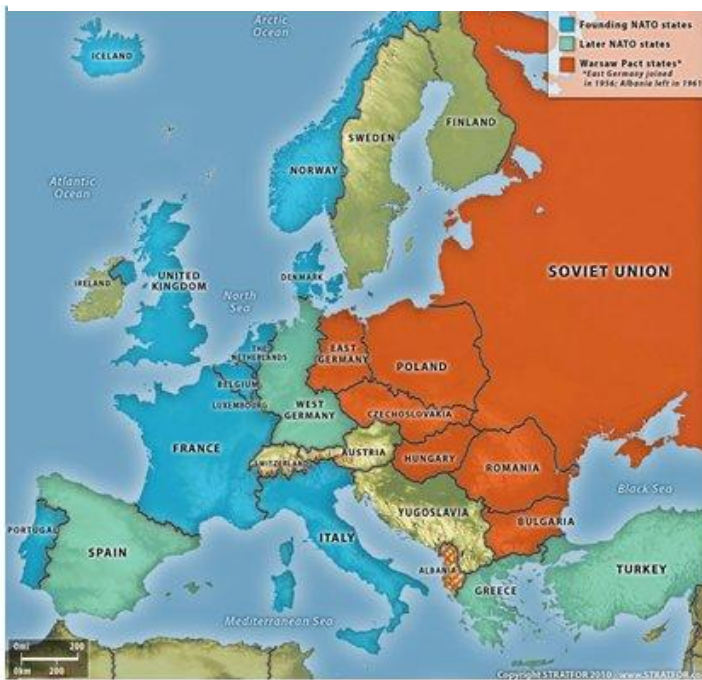 Arctic
Ocean
Founding NATO states
Later NATO states
Warsaw Pact states*
*East Germany joined
in 1956; Albania left in 1961
ICELAND
FINLAND
SWEDEN
NORWAY
Atlantic
Ocean
SOVIET UNION
IRELAND
UNITED
KINGDOM
DENMARK
North
Sea
THE
NETHERLANDS
EAST
GERMANY
POLAND
BELGIUM
LUXEMBOURG
WEST
GERMANY
CZECHOSLOVAKIA
FRANCE
SWITZERLAND
AUSTRIA
HUNGARY
ROMANIA
Black Sea
YUGOSLAVIA
BULGARIA
PORTUGAL
SPAIN
ITALY
ALBANIA
GREECE
TURKEY
Mediterranean Sea
0mi 200
0km 200
Copyright STRATFOR 2010 www.STRATFOR.co